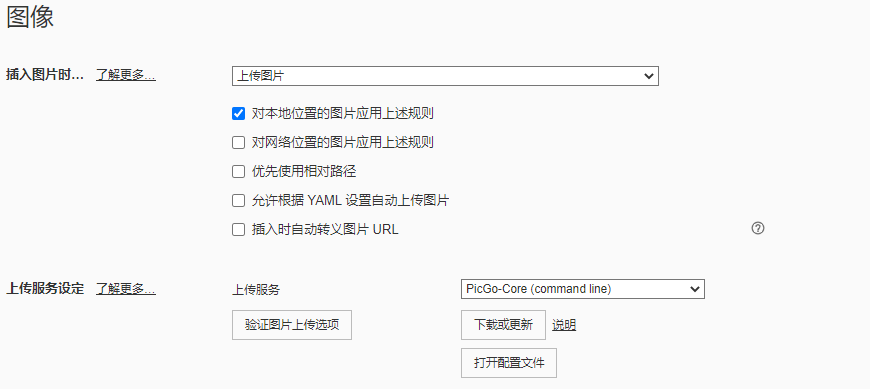 图像
插入图片时... 了解更多... 上传图片
对本地位置的图片应用上述规则
对网络位置的图片应用上述规则
优先使用相对路径
允许根据 YAML 设置自动上传图片
插入时自动转义图片 URL ?
上传服务设定 了解更多... 上传服务 PicGo-Core (command line)
验证图片上传选项 下载或更新 说明
打开配置文件